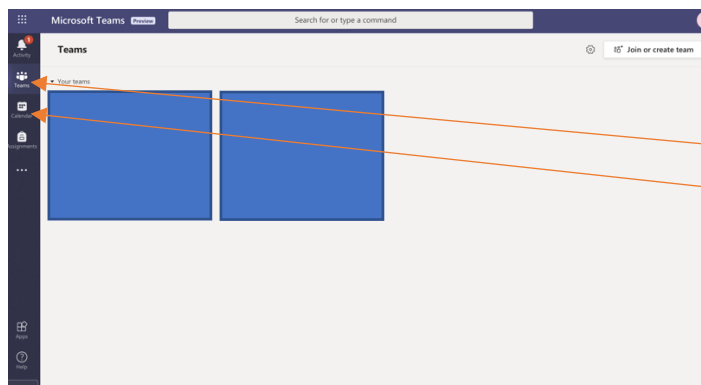 Microsoft Teams Preview
Search for or type a command
1
Activity
Teams
Join or create team
Teams
Your teams
Calendar
Assignments
Apps
Help